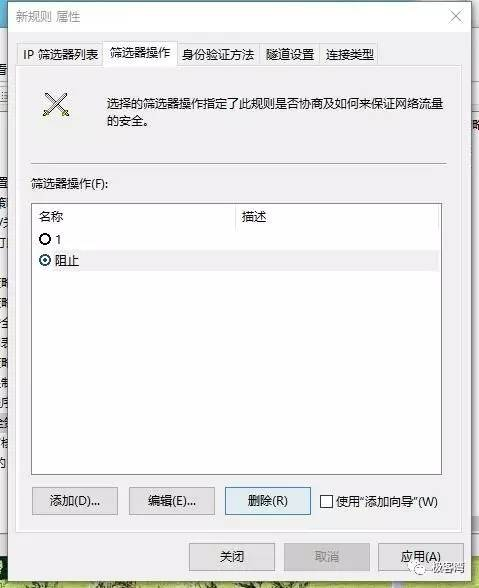 新规则 属性
IP 筛选器列表 筛选器操作 身份验证方法 隧道设置 连接类型
选择的筛选器操作指定了此规则是否协商及如何来保证网络流量
的安全。
筛选器操作(F):
名称 描述
1
阻止
添加(D)... 编辑(E)... 删除(R) 使用"添加向导"(W)
关闭 取消 应用(A)
极客湾